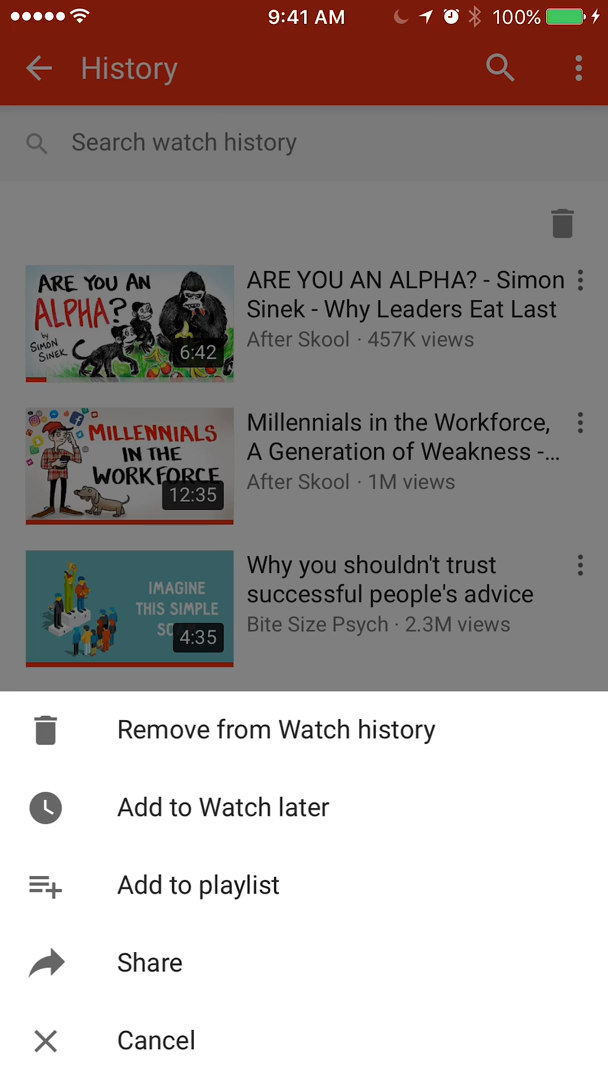 9:41 AM 100%
History
Search watch history
ARE YOU AN
ALPHA?
by
SIMON
SINEK
6:42
ARE YOU AN ALPHA? - Simon
Sinek - Why Leaders Eat Last
After Skool · 457K views
MILLENNIALS
IN THE
WORKFORCE
12:35
Millennials in the Workforce,
A Generation of Weakness -...
After Skool · 1M views
IMAGINE
THIS SIMPLE
4:35
Why you shouldn't trust
successful people's advice
Bite Size Psych · 2.3M views
Remove from Watch history
Add to Watch later
Add to playlist
Share
Cancel